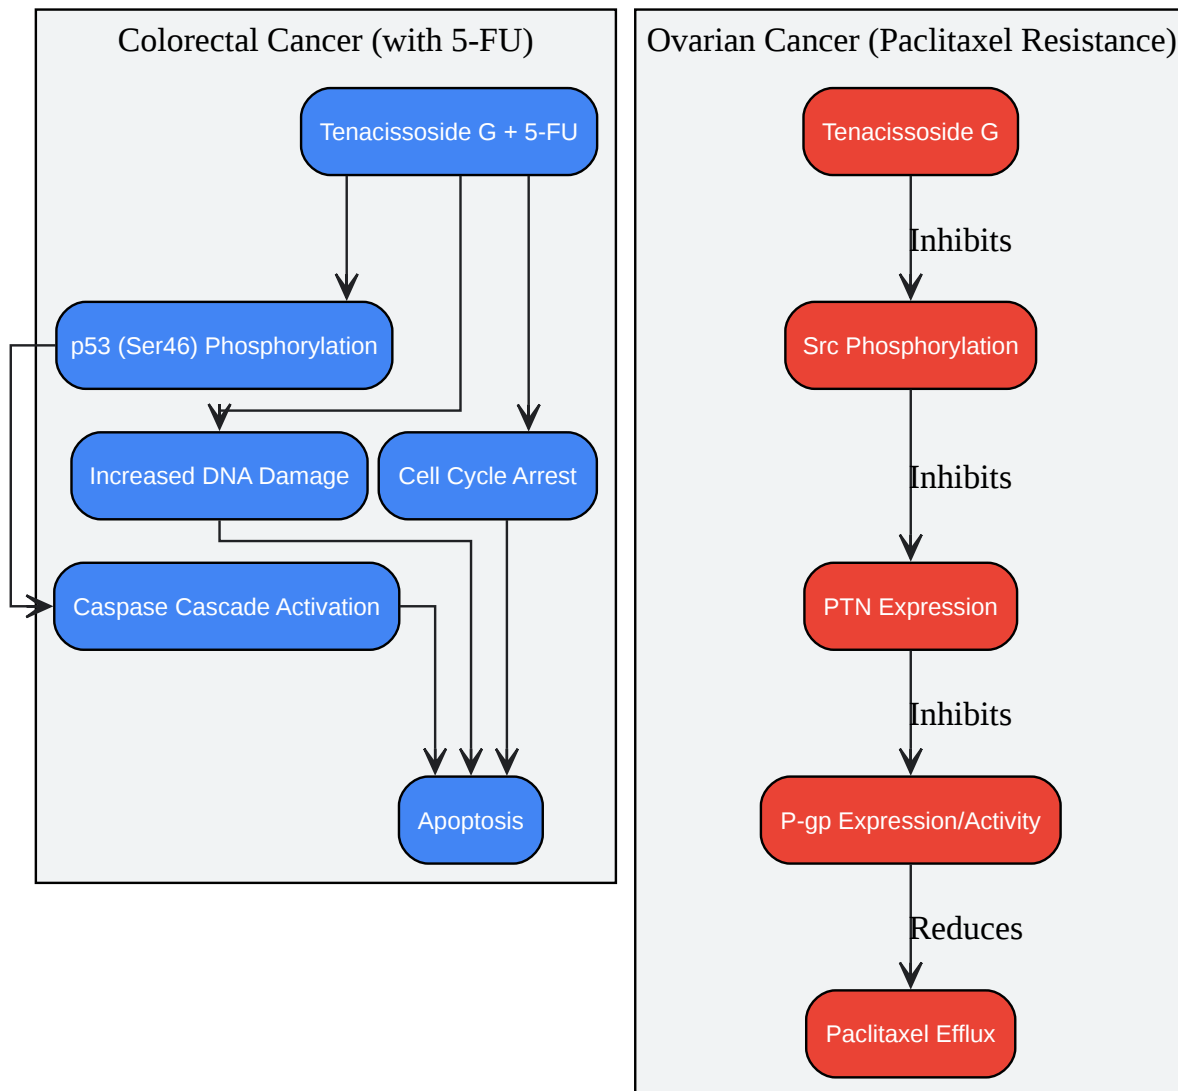 Colorectal Cancer (with 5-FU)
Tenacissoside G + 5-FU
p53 (Ser46) Phosphorylation
Increased DNA Damage
Cell Cycle Arrest
Caspase Cascade Activation
Apoptosis
Ovarian Cancer (Paclitaxel Resistance)
Tenacissoside G
Inhibits
Src Phosphorylation
Inhibits
PTN Expression
Inhibits
P-gp Expression/Activity
Reduces
Paclitaxel Efflux